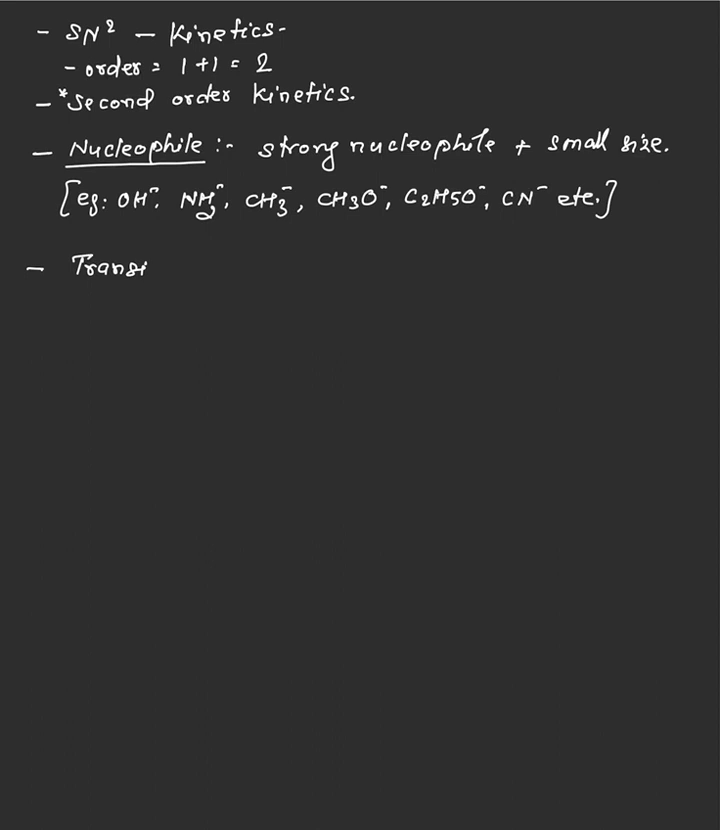 - SN2 - Kinetics-
- order = 1+1 = 2
- *Second order Kinetics.
- Nucleophile :- strong nucleophile + small size.
[eg: OH⁻, NH₂⁻, CH₃⁻, CH3O⁻, C2H5O⁻, CN⁻ etc.]
- Transi